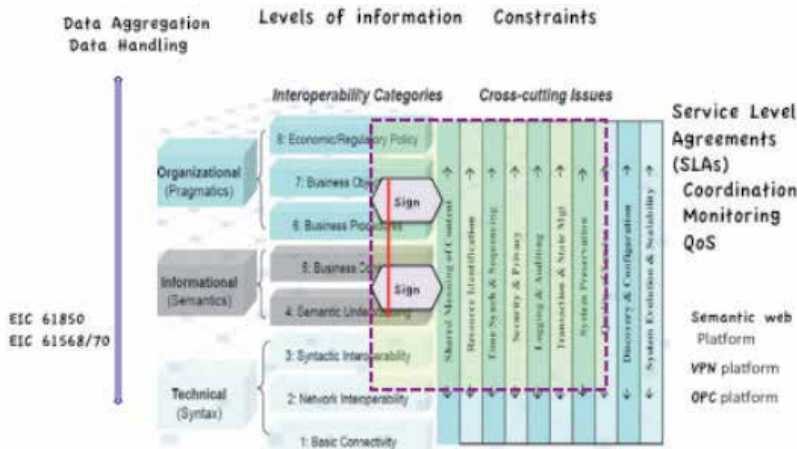 Data Aggregation
Data Handling
Levels of information Constraints
Interoperability Categories
Cross-cutting Issues
Organizational
(Pragmatics)
Informational
(Semantics)
Technical
(Syntax)
8: Economic/Regulatory Policy
7: Business
6: Business Procedures
5: Business
4: Semantic Understanding
3: Syntactic Interoperability
2: Network Interoperability
1: Basic Connectivity
Sign
Sign
Shared Meaning of Content
Resource Identification
Time Synch & Sequencing
Security & Privacy
Logging & Auditing
Transaction & State Mgt
System Preservation
Discovery & Configuration
System Evolution & Scalability
Service Level
Agreements
(SLAs)
Coordination
Monitoring
QoS
EIC 61850
EIC 61568/70
Semantic web
Platform
VPN platform
OPC platform